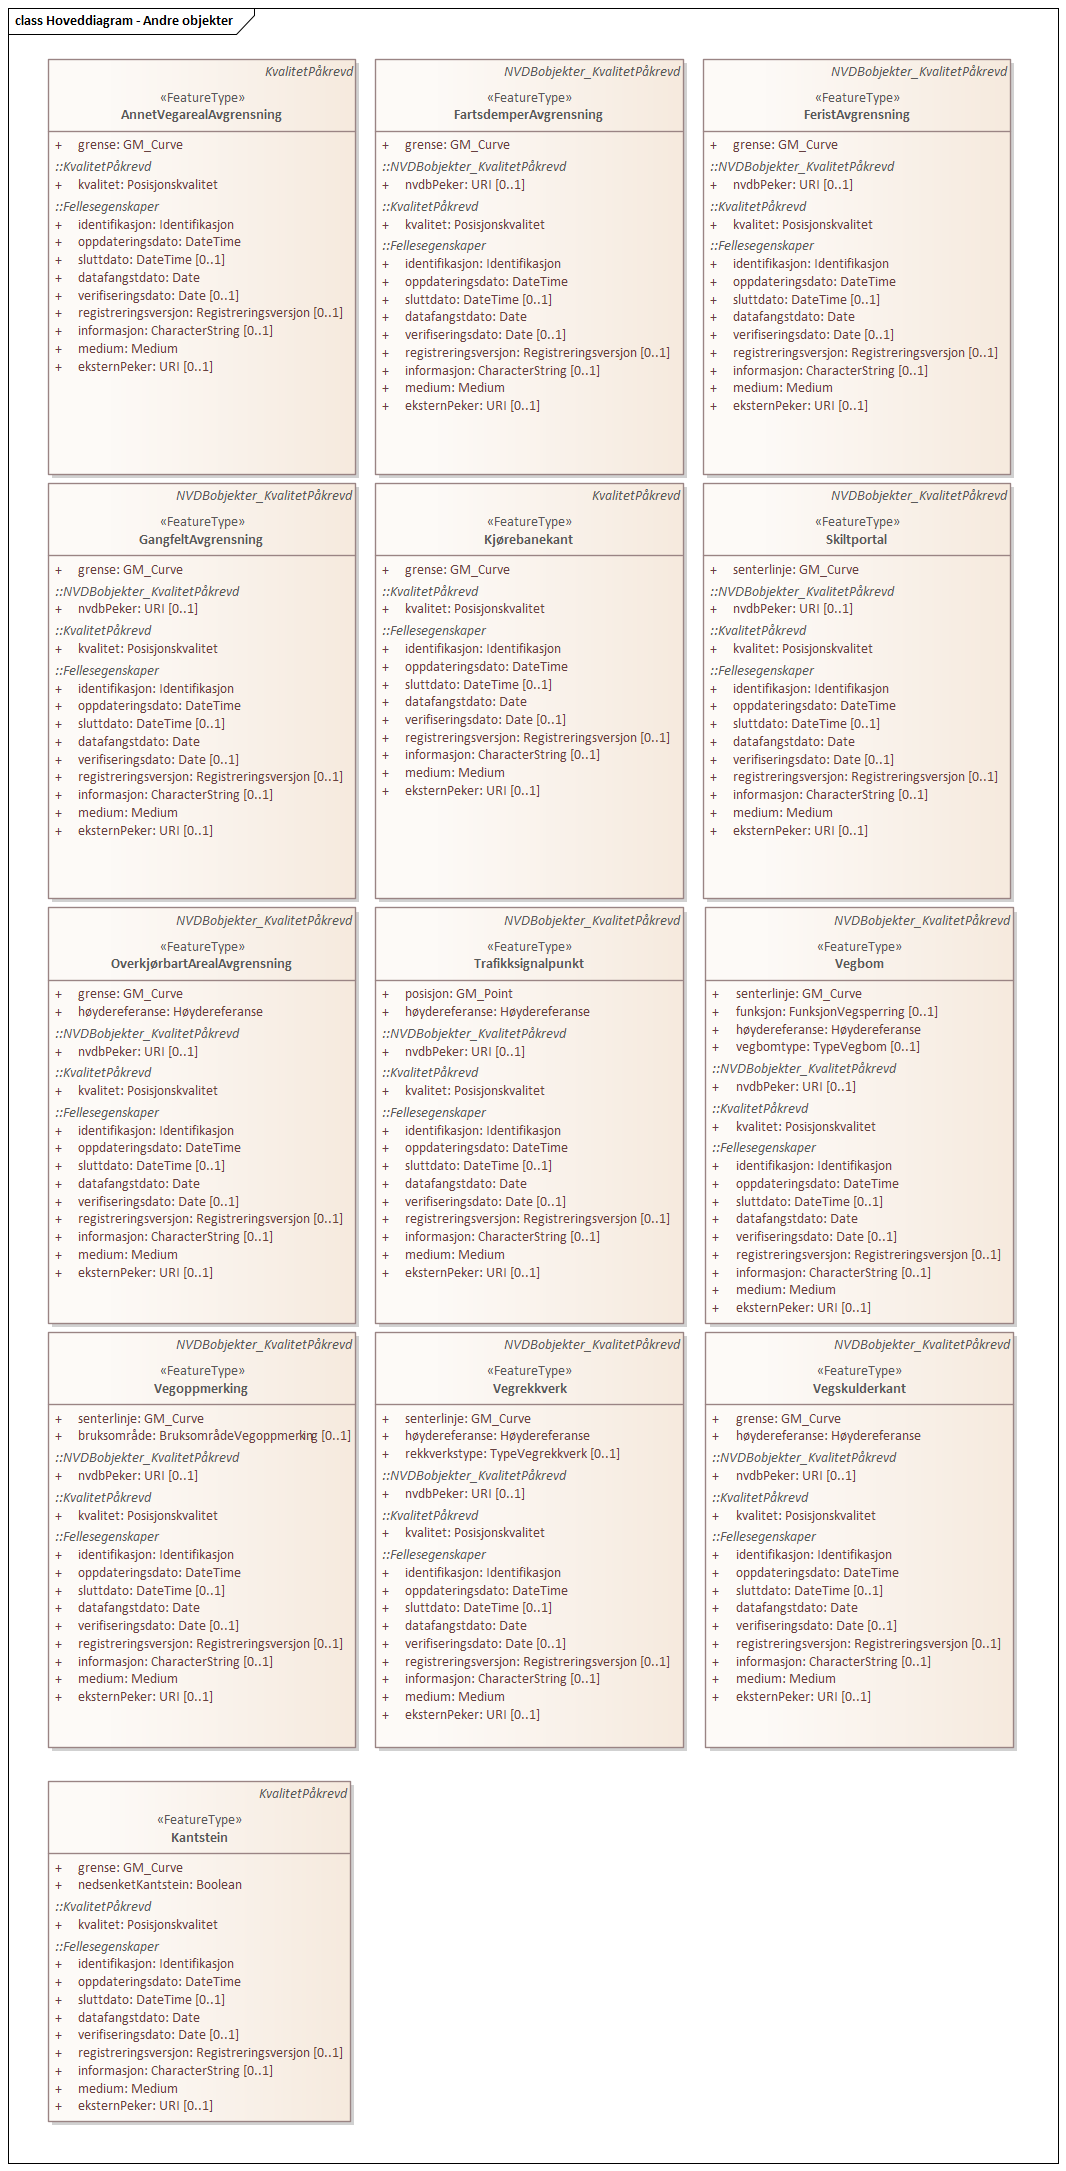 class Hoveddiagram - Andre objekter
KvalitetPåkrevd
«FeatureType»
AnnetVegarealAvgrensning
+ grense: GM_Curve
::KvalitetPåkrevd
+ kvalitet: Posisjonskvalitet
::Fellesegenskaper
+ identifikasjon: Identifikasjon
+ oppdateringsdato: DateTime
+ sluttdato: DateTime [0..1]
+ datafangstdato: Date
+ verifiseringsdato: Date [0..1]
+ registreringsversjon: Registreringsversjon [0..1]
+ informasjon: CharacterString [0..1]
+ medium: Medium
+ eksternPeker: URI [0..1]
NVDBobjekter_KvalitetPåkrevd
«FeatureType»
FartsdemperAvgrensning
+ grense: GM_Curve
::NVDBobjekter_KvalitetPåkrevd
+ nvdbPeker: URI [0..1]
::KvalitetPåkrevd
+ kvalitet: Posisjonskvalitet
::Fellesegenskaper
+ identifikasjon: Identifikasjon
+ oppdateringsdato: DateTime
+ sluttdato: DateTime [0..1]
+ datafangstdato: Date
+ verifiseringsdato: Date [0..1]
+ registreringsversjon: Registreringsversjon [0..1]
+ informasjon: CharacterString [0..1]
+ medium: Medium
+ eksternPeker: URI [0..1]
NVDBobjekter_KvalitetPåkrevd
«FeatureType»
FeristAvgrensning
+ grense: GM_Curve
::NVDBobjekter_KvalitetPåkrevd
+ nvdbPeker: URI [0..1]
::KvalitetPåkrevd
+ kvalitet: Posisjonskvalitet
::Fellesegenskaper
+ identifikasjon: Identifikasjon
+ oppdateringsdato: DateTime
+ sluttdato: DateTime [0..1]
+ datafangstdato: Date
+ verifiseringsdato: Date [0..1]
+ registreringsversjon: Registreringsversjon [0..1]
+ informasjon: CharacterString [0..1]
+ medium: Medium
+ eksternPeker: URI [0..1]
NVDBobjekter_KvalitetPåkrevd
«FeatureType»
GangfeltAvgrensning
+ grense: GM_Curve
::NVDBobjekter_KvalitetPåkrevd
+ nvdbPeker: URI [0..1]
::KvalitetPåkrevd
+ kvalitet: Posisjonskvalitet
::Fellesegenskaper
+ identifikasjon: Identifikasjon
+ oppdateringsdato: DateTime
+ sluttdato: DateTime [0..1]
+ datafangstdato: Date
+ verifiseringsdato: Date [0..1]
+ registreringsversjon: Registreringsversjon [0..1]
+ informasjon: CharacterString [0..1]
+ medium: Medium
+ eksternPeker: URI [0..1]
KvalitetPåkrevd
«FeatureType»
Kjørebanekant
+ grense: GM_Curve
::KvalitetPåkrevd
+ kvalitet: Posisjonskvalitet
::Fellesegenskaper
+ identifikasjon: Identifikasjon
+ oppdateringsdato: DateTime
+ sluttdato: DateTime [0..1]
+ datafangstdato: Date
+ verifiseringsdato: Date [0..1]
+ registreringsversjon: Registreringsversjon [0..1]
+ informasjon: CharacterString [0..1]
+ medium: Medium
+ eksternPeker: URI [0..1]
NVDBobjekter_KvalitetPåkrevd
«FeatureType»
Skiltportal
+ senterlinje: GM_Curve
::NVDBobjekter_KvalitetPåkrevd
+ nvdbPeker: URI [0..1]
::KvalitetPåkrevd
+ kvalitet: Posisjonskvalitet
::Fellesegenskaper
+ identifikasjon: Identifikasjon
+ oppdateringsdato: DateTime
+ sluttdato: DateTime [0..1]
+ datafangstdato: Date
+ verifiseringsdato: Date [0..1]
+ registreringsversjon: Registreringsversjon [0..1]
+ informasjon: CharacterString [0..1]
+ medium: Medium
+ eksternPeker: URI [0..1]
NVDBobjekter_KvalitetPåkrevd
«FeatureType»
OverkjørbartArealAvgrensning
+ grense: GM_Curve
+ høydereferanse: Høydereferanse
::NVDBobjekter_KvalitetPåkrevd
+ nvdbPeker: URI [0..1]
::KvalitetPåkrevd
+ kvalitet: Posisjonskvalitet
::Fellesegenskaper
+ identifikasjon: Identifikasjon
+ oppdateringsdato: DateTime
+ sluttdato: DateTime [0..1]
+ datafangstdato: Date
+ verifiseringsdato: Date [0..1]
+ registreringsversjon: Registreringsversjon [0..1]
+ informasjon: CharacterString [0..1]
+ medium: Medium
+ eksternPeker: URI [0..1]
NVDBobjekter_KvalitetPåkrevd
«FeatureType»
Trafikksignalpunkt
+ posisjon: GM_Point
+ høydereferanse: Høydereferanse
::NVDBobjekter_KvalitetPåkrevd
+ nvdbPeker: URI [0..1]
::KvalitetPåkrevd
+ kvalitet: Posisjonskvalitet
::Fellesegenskaper
+ identifikasjon: Identifikasjon
+ oppdateringsdato: DateTime
+ sluttdato: DateTime [0..1]
+ datafangstdato: Date
+ verifiseringsdato: Date [0..1]
+ registreringsversjon: Registreringsversjon [0..1]
+ informasjon: CharacterString [0..1]
+ medium: Medium
+ eksternPeker: URI [0..1]
NVDBobjekter_KvalitetPåkrevd
«FeatureType»
Vegbom
+ senterlinje: GM_Curve
+ funksjon: FunksjonVegsperring [0..1]
+ høydereferanse: Høydereferanse
+ vegbomtype: TypeVegbom [0..1]
::NVDBobjekter_KvalitetPåkrevd
+ nvdbPeker: URI [0..1]
::KvalitetPåkrevd
+ kvalitet: Posisjonskvalitet
::Fellesegenskaper
+ identifikasjon: Identifikasjon
+ oppdateringsdato: DateTime
+ sluttdato: DateTime [0..1]
+ datafangstdato: Date
+ verifiseringsdato: Date [0..1]
+ registreringsversjon: Registreringsversjon [0..1]
+ informasjon: CharacterString [0..1]
+ medium: Medium
+ eksternPeker: URI [0..1]
NVDBobjekter_KvalitetPåkrevd
«FeatureType»
Vegoppmerking
+ senterlinje: GM_Curve
+ bruksområde: BruksområdeVegoppmerking [0..1]
::NVDBobjekter_KvalitetPåkrevd
+ nvdbPeker: URI [0..1]
::KvalitetPåkrevd
+ kvalitet: Posisjonskvalitet
::Fellesegenskaper
+ identifikasjon: Identifikasjon
+ oppdateringsdato: DateTime
+ sluttdato: DateTime [0..1]
+ datafangstdato: Date
+ verifiseringsdato: Date [0..1]
+ registreringsversjon: Registreringsversjon [0..1]
+ informasjon: CharacterString [0..1]
+ medium: Medium
+ eksternPeker: URI [0..1]
NVDBobjekter_KvalitetPåkrevd
«FeatureType»
Vegrekkverk
+ senterlinje: GM_Curve
+ høydereferanse: Høydereferanse
+ rekkverkstype: TypeVegrekkverk [0..1]
::NVDBobjekter_KvalitetPåkrevd
+ nvdbPeker: URI [0..1]
::KvalitetPåkrevd
+ kvalitet: Posisjonskvalitet
::Fellesegenskaper
+ identifikasjon: Identifikasjon
+ oppdateringsdato: DateTime
+ sluttdato: DateTime [0..1]
+ datafangstdato: Date
+ verifiseringsdato: Date [0..1]
+ registreringsversjon: Registreringsversjon [0..1]
+ informasjon: CharacterString [0..1]
+ medium: Medium
+ eksternPeker: URI [0..1]
NVDBobjekter_KvalitetPåkrevd
«FeatureType»
Vegskulderkant
+ grense: GM_Curve
+ høydereferanse: Høydereferanse
::NVDBobjekter_KvalitetPåkrevd
+ nvdbPeker: URI [0..1]
::KvalitetPåkrevd
+ kvalitet: Posisjonskvalitet
::Fellesegenskaper
+ identifikasjon: Identifikasjon
+ oppdateringsdato: DateTime
+ sluttdato: DateTime [0..1]
+ datafangstdato: Date
+ verifiseringsdato: Date [0..1]
+ registreringsversjon: Registreringsversjon [0..1]
+ informasjon: CharacterString [0..1]
+ medium: Medium
+ eksternPeker: URI [0..1]
KvalitetPåkrevd
«FeatureType»
Kantstein
+ grense: GM_Curve
+ nedsenketKantstein: Boolean
::KvalitetPåkrevd
+ kvalitet: Posisjonskvalitet
::Fellesegenskaper
+ identifikasjon: Identifikasjon
+ oppdateringsdato: DateTime
+ sluttdato: DateTime [0..1]
+ datafangstdato: Date
+ verifiseringsdato: Date [0..1]
+ registreringsversjon: Registreringsversjon [0..1]
+ informasjon: CharacterString [0..1]
+ medium: Medium
+ eksternPeker: URI [0..1]